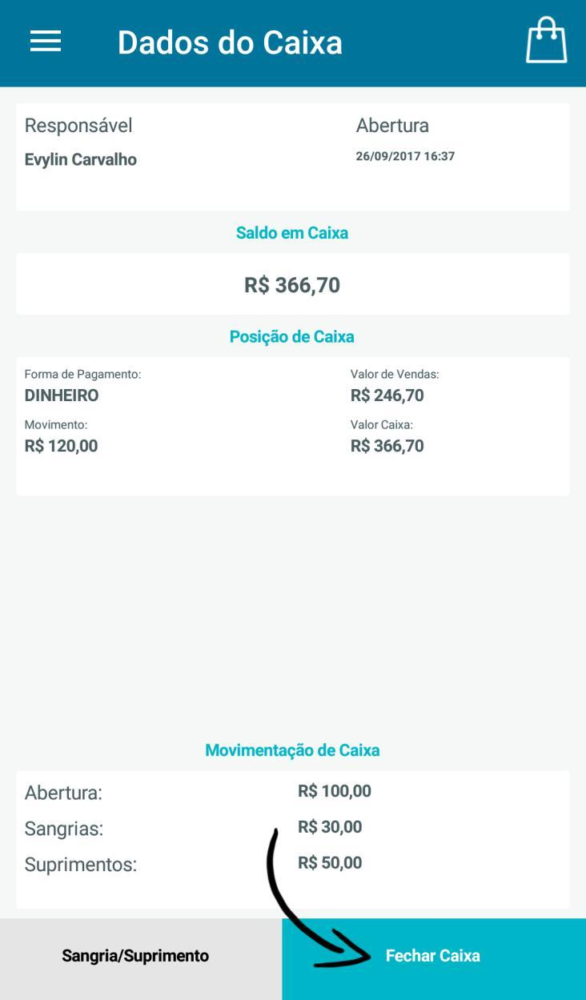 Dados do Caixa
Responsável Abertura
Evylin Carvalho 26/09/2017 16:37
Saldo em Caixa
R$ 366,70
Posição de Caixa
Forma de Pagamento: Valor de Vendas:
DINHEIRO R$ 246,70
Movimento: Valor Caixa:
R$ 120,00 R$ 366,70
Movimentação de Caixa
Abertura: R$ 100,00
Sangrias: R$ 30,00
Suprimentos: R$ 50,00
Sangria/Suprimento Fechar Caixa